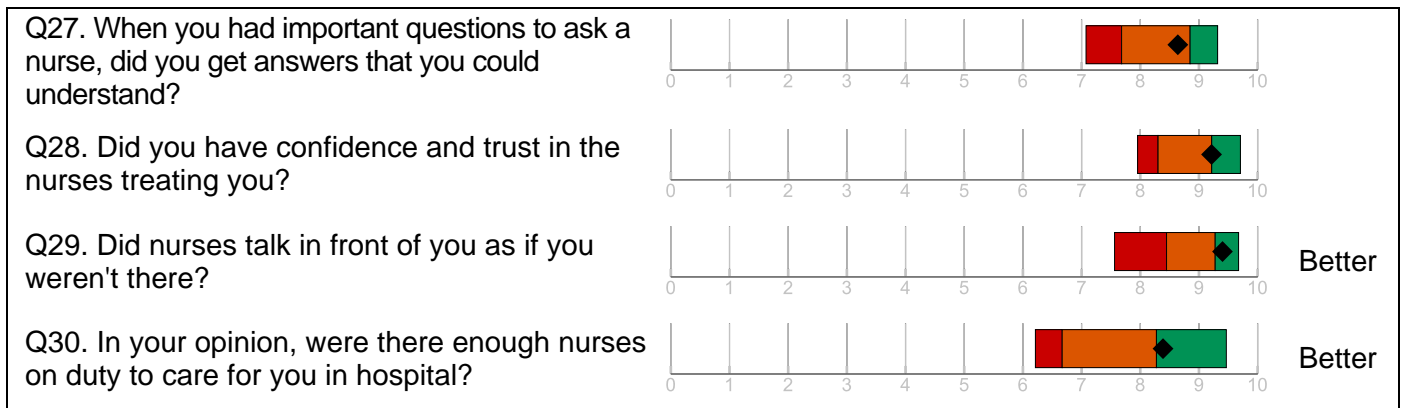 Q27. When you had important questions to ask a
nurse, did you get answers that you could
understand?
0 1 2 3 4 5 6 7 8 9 10
Q28. Did you have confidence and trust in the
nurses treating you?
0 1 2 3 4 5 6 7 8 9 10
Q29. Did nurses talk in front of you as if you
weren't there?
Better
0 1 2 3 4 5 6 7 8 9 10
Q30. In your opinion, were there enough nurses
on duty to care for you in hospital?
Better
0 1 2 3 4 5 6 7 8 9 10